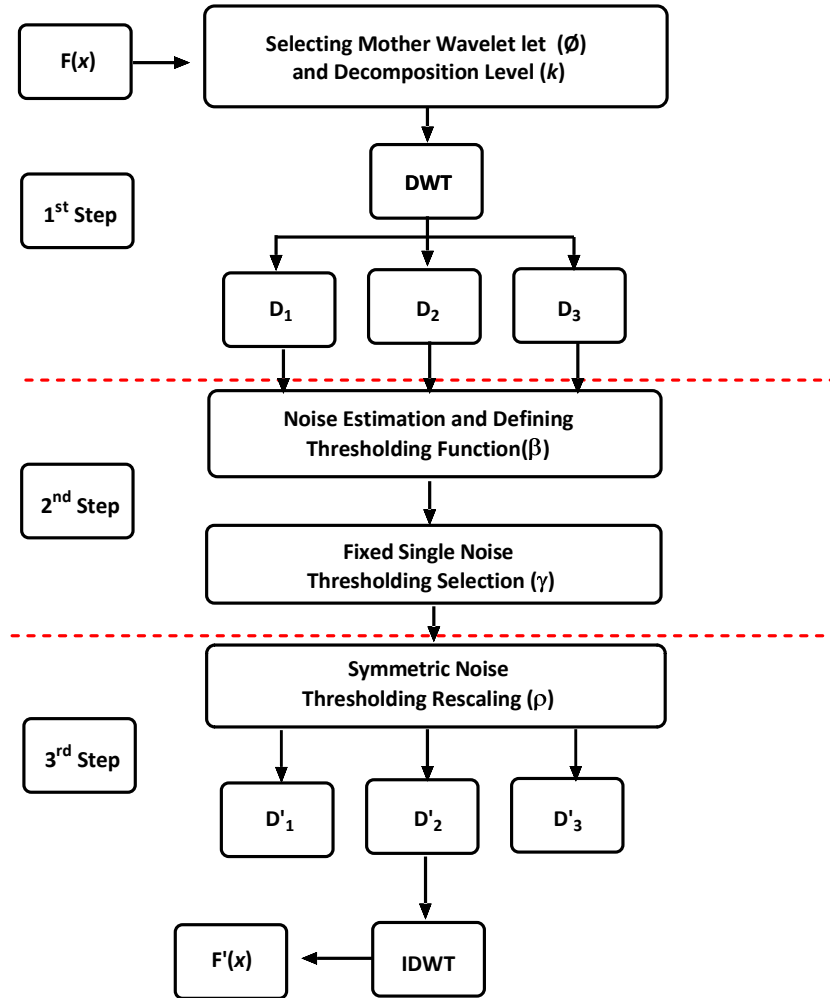 F(x)
Selecting Mother Wavelet let (Ø)
and Decomposition Level (k)
DWT
1st Step
D1
D2
D3
Noise Estimation and Defining
Thresholding Function(β)
2nd Step
Fixed Single Noise
Thresholding Selection (γ)
Symmetric Noise
Thresholding Rescaling (ρ)
3rd Step
D'1
D'2
D'3
F'(x)
IDWT